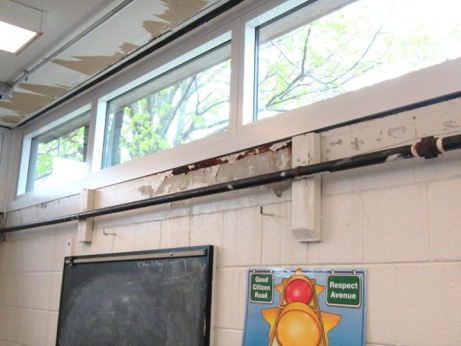 Good
Citizen
Road
Respect
Avenue